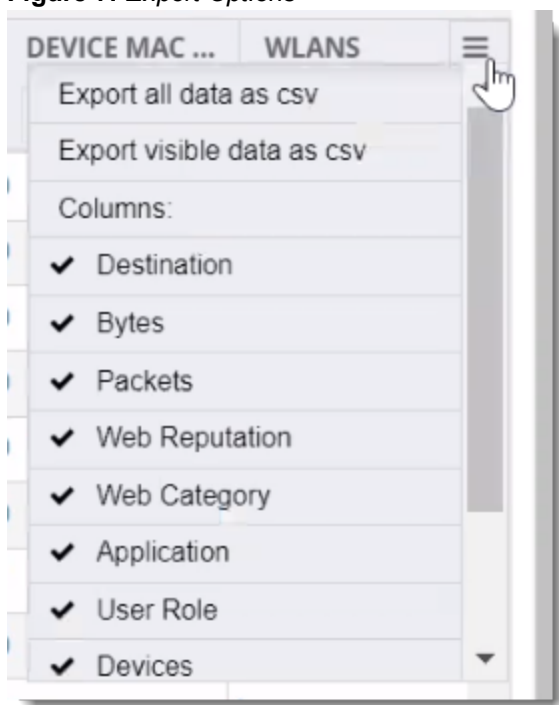 Figure 7: Export Options
DEVICE MAC ... WLANS
Export all data as csv
Export visible data as csv
Columns:
Destination
Bytes
Packets
Web Reputation
Web Category
Application
User Role
Devices